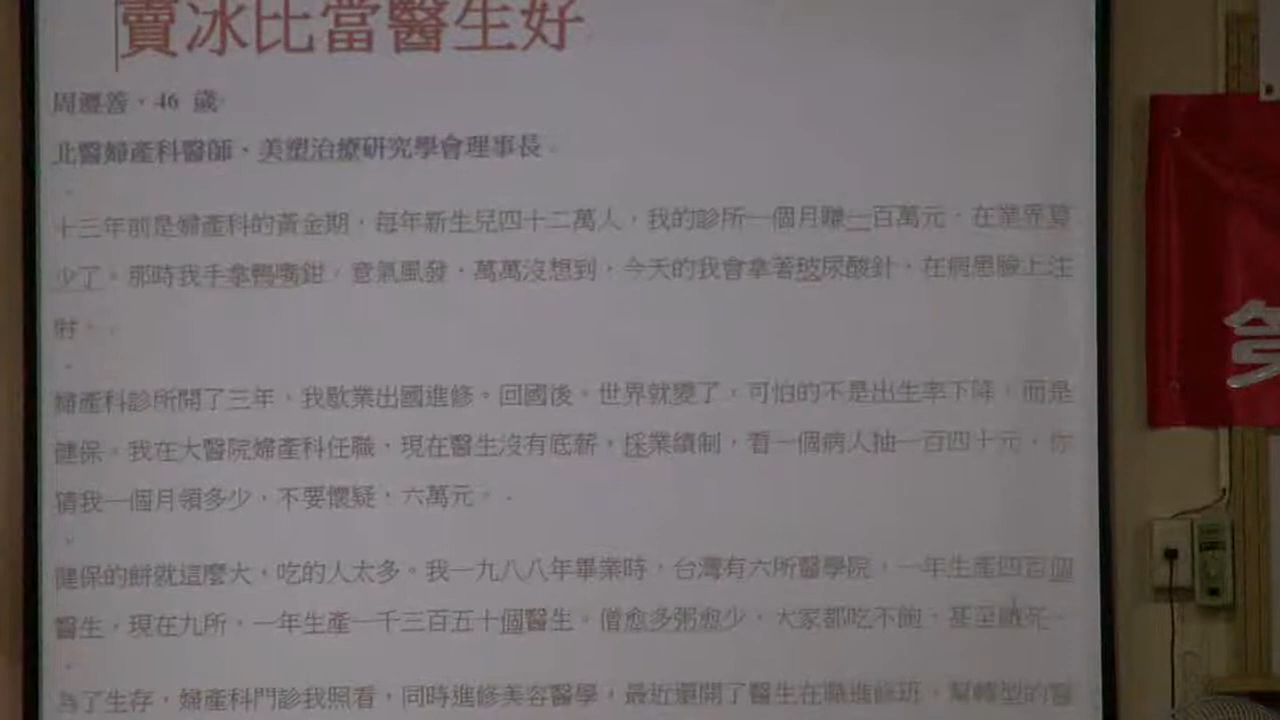 賣冰比當醫生好
周遵善，46 歲
北醫婦產科醫師、美塑治療研究學會理事長
十三年前是婦產科的黃金期，每年新生兒四十二萬人，我的診所一個月賺一百萬元，在業界算
少了。那時我手拿鴨嘴鉗，意氣風發，萬萬沒想到，今天的我會拿著玻尿酸針，在病患臉上注
射。
婦產科診所開了三年，我歇業出國進修。回國後，世界就變了，可怕的不是出生率下降，而是
健保。我在大醫院婦產科任職，現在醫生沒有底薪，採業績制，看一個病人抽一百四十元，你
猜我一個月領多少，不要懷疑，六萬元。
健保的餅就這麼大，吃的人太多。我一九八八年畢業時，台灣有六所醫學院，一年生產四百個
醫生，現在九所，一年生產一千三百五十個醫生。僧愈多粥愈少，大家都吃不飽，甚至餓死。
為了生存，婦產科門診我照看，同時進修美容醫學，最近還開了醫生在職進修班，幫轉型的醫
第